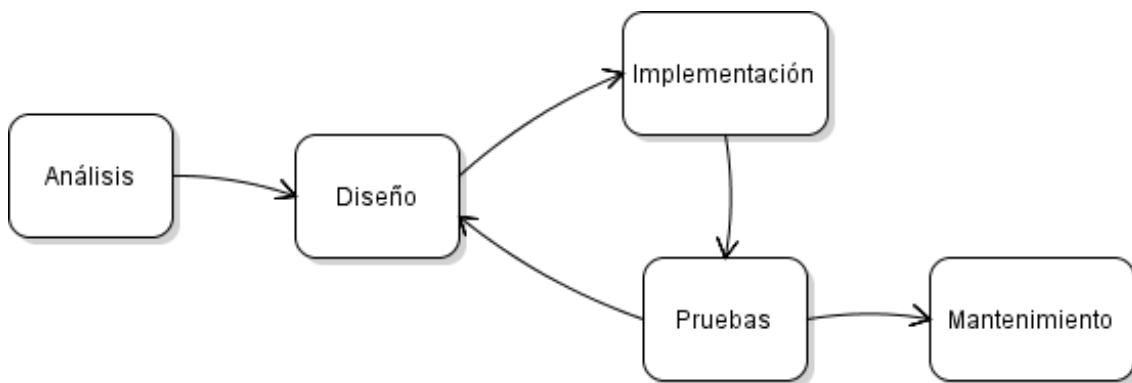 Análisis
Diseño
Implementación
Pruebas
Mantenimiento